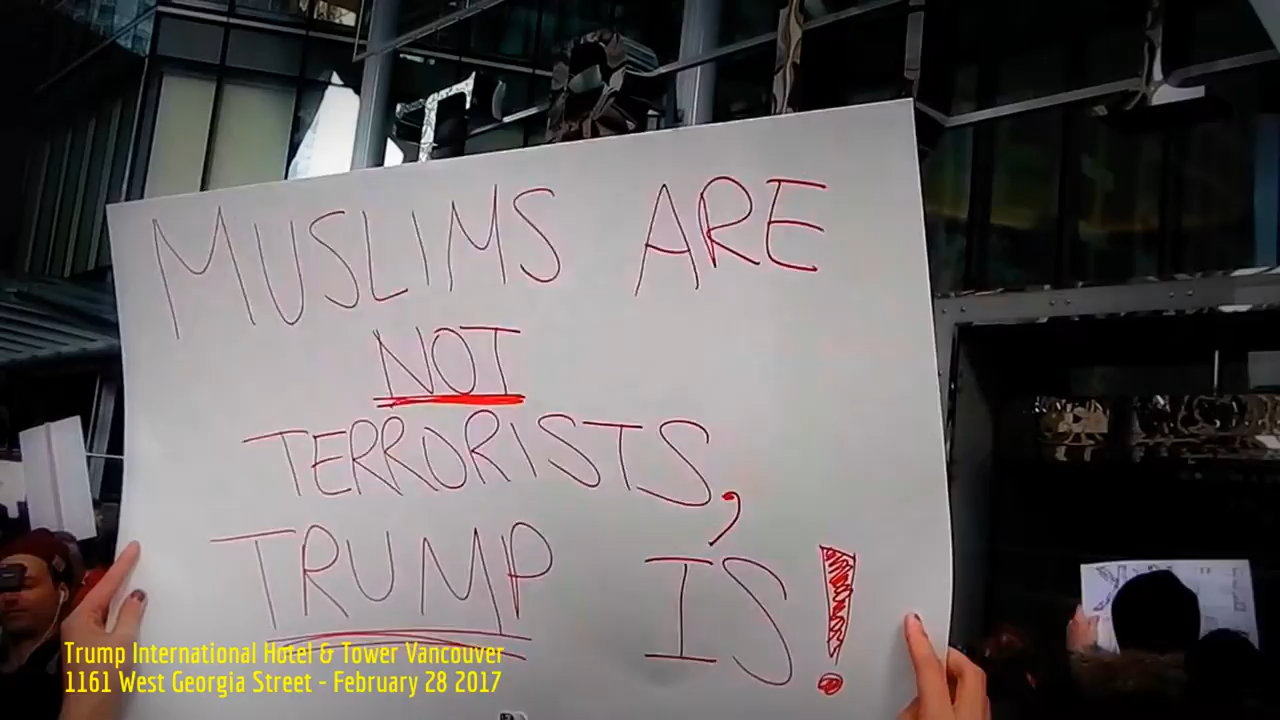 MUSLIMS ARE
NOT
TERRORISTS,
TRUMP IS!
Trump International Hotel & Tower Vancouver
1161 West Georgia Street - February 28 2017